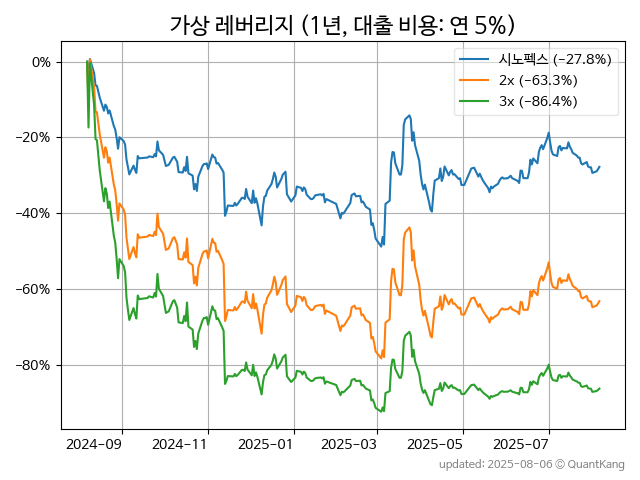 가상 레버리지 (1년, 대출 비용: 연 5%)
시노펙스 (−27.8%)
2x (−63.3%)
3x (−86.4%)
0%
−20%
−40%
−60%
−80%
2024-09
2024-11
2025-01
2025-03
2025-05
2025-07
updated: 2025-08-06 © QuantKang